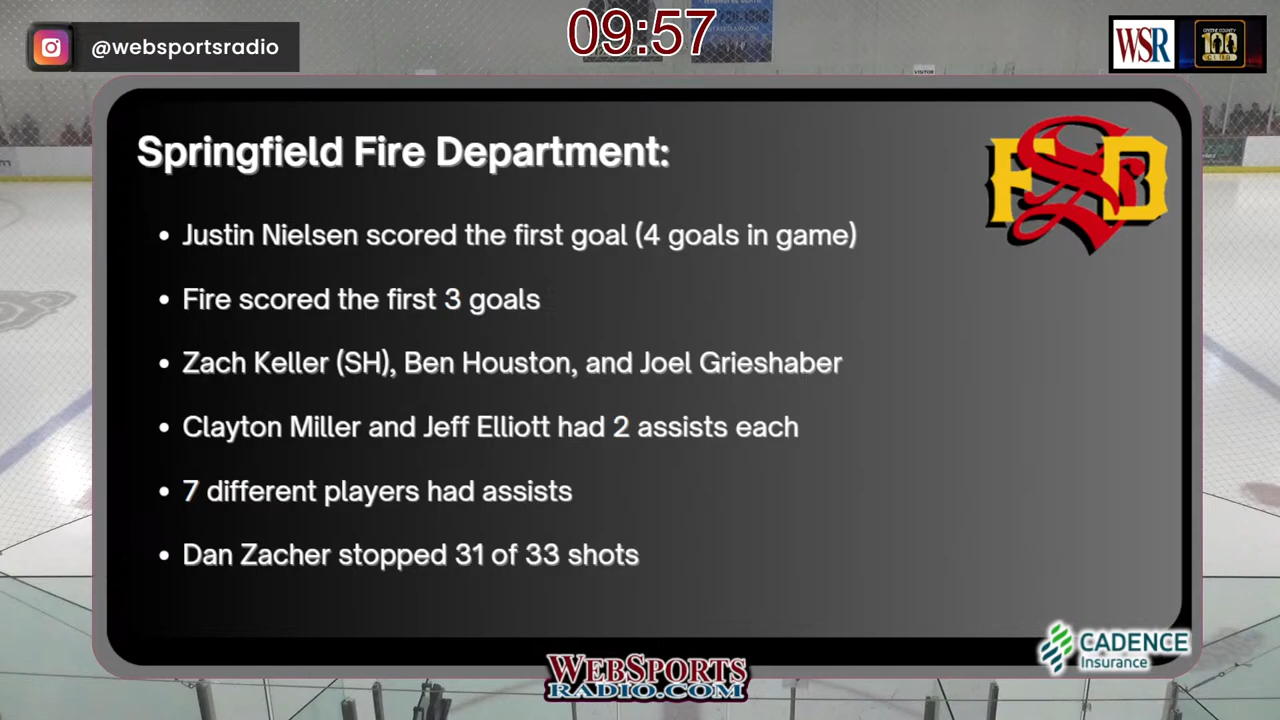 @websportsradio
09:57
WSR
100
VISITOR
Springfield Fire Department:
SFD
• Justin Nielsen scored the first goal (4 goals in game)
• Fire scored the first 3 goals
• Zach Keller (SH), Ben Houston, and Joel Grieshaber
• Clayton Miller and Jeff Elliott had 2 assists each
• 7 different players had assists
• Dan Zacher stopped 31 of 33 shots
CADENCE
Insurance
WEBSPORTS
RADIO.COM